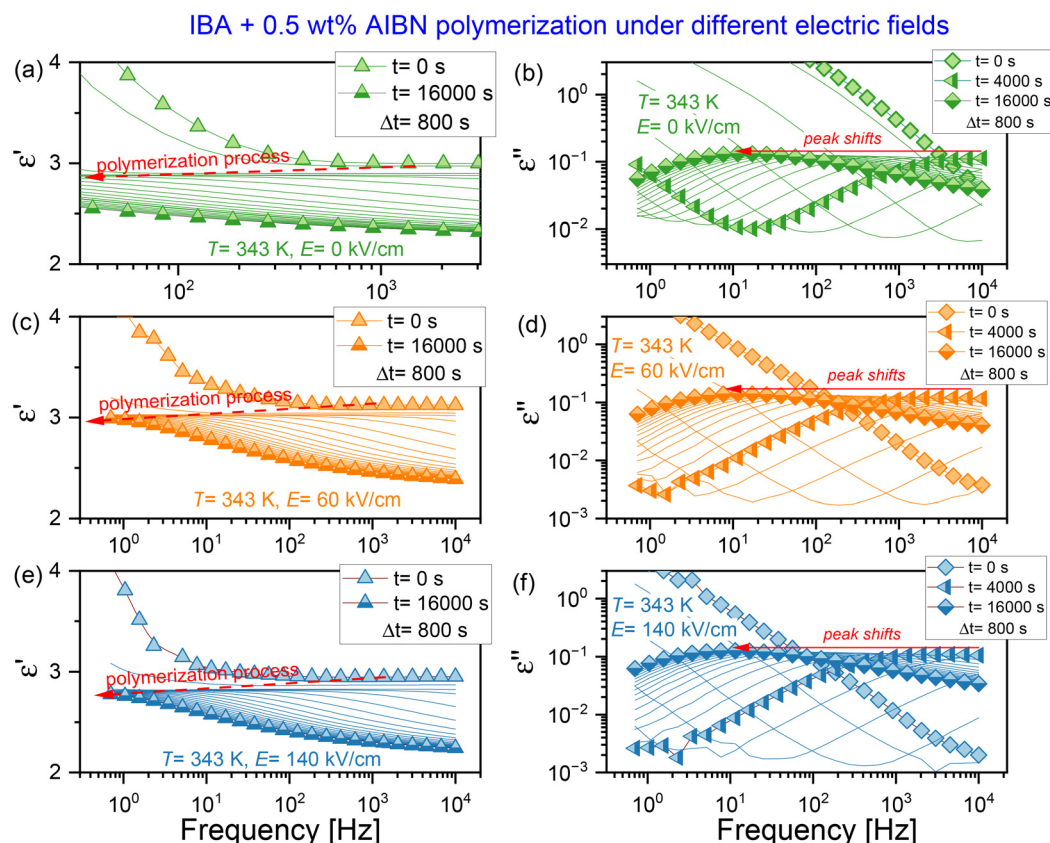 IBA + 0.5 wt% AIBN polymerization under different electric fields
(a)
4
3
2
ε'
t= 0 s
t= 16000 s
Δt= 800 s
polymerization process
T= 343 K, E= 0 kV/cm
10²
10³
(b)
10⁰
10⁻¹
10⁻²
ε''
t= 0 s
t= 4000 s
t= 16000 s
Δt= 800 s
T= 343 K
E= 0 kV/cm
peak shifts
10⁰
10¹
10²
10³
10⁴
(c)
4
3
2
ε'
t= 0 s
t= 16000 s
Δt= 800 s
polymerization process
T= 343 K, E= 60 kV/cm
10⁰
10¹
10²
10³
10⁴
(d)
10⁰
10⁻¹
10⁻²
10⁻³
ε''
t= 0 s
t= 4000 s
t= 16000 s
Δt= 800 s
T= 343 K
E= 60 kV/cm
peak shifts
10⁰
10¹
10²
10³
10⁴
(e)
4
3
2
ε'
t= 0 s
t= 16000 s
Δt= 800 s
polymerization process
T= 343 K, E= 140 kV/cm
10⁰
10¹
10²
10³
10⁴
Frequency [Hz]
(f)
10⁰
10⁻¹
10⁻²
10⁻³
ε''
t= 0 s
t= 4000 s
t= 16000 s
Δt= 800 s
T= 343 K
E= 140 kV/cm
peak shifts
10⁰
10¹
10²
10³
10⁴
Frequency [Hz]